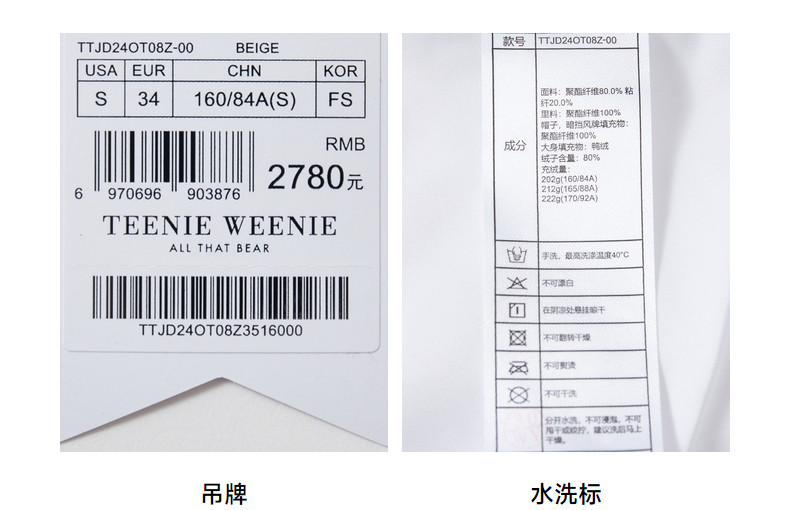 TTJD24OT08Z-00 BEIGE
USA EUR CHN KOR
S 34 160/84A(S) FS
RMB
2780元
6 970696 903876
TEENIE WEENIE
ALL THAT BEAR
TTJD24OT08Z3516000
吊牌
款号 TTJD24OT08Z-00
成分
面料：聚酯纤维80.0% 粘
纤20.0%
里料：聚酯纤维100%
帽子，暗挡风牌填充物：
聚酯纤维100%
大身填充物：鸭绒
绒子含量：80%
充绒量：
202g(160/84A)
212g(165/88A)
222g(170/92A)
手洗，最高洗涤温度40°C
不可漂白
在阴凉处悬挂晾干
不可翻转干燥
不可熨烫
不可干洗
分开水洗，不可浸泡，不可
甩干或绞拧，建议洗后马上
干燥。
水洗标